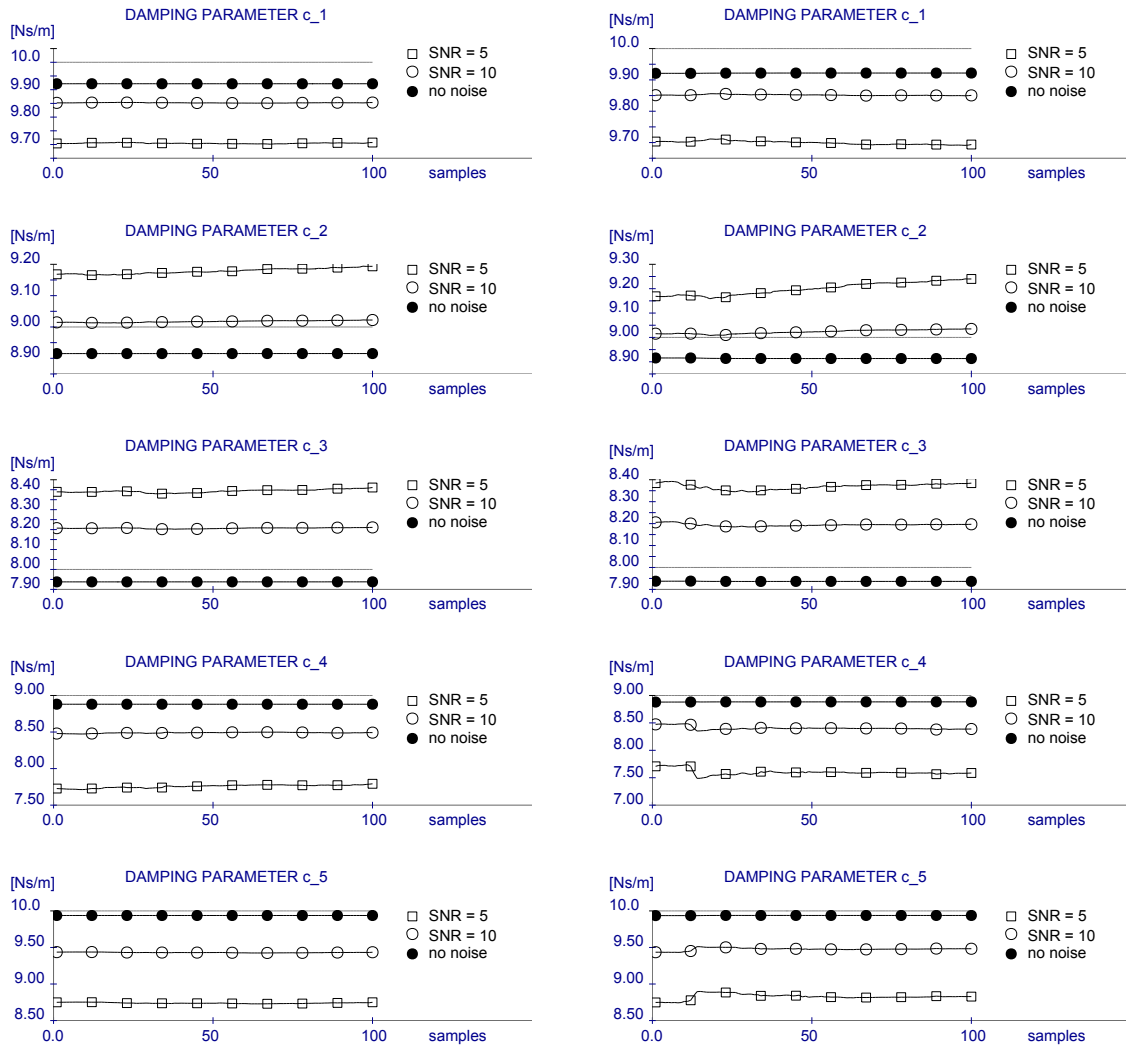 DAMPING PARAMETER c_1
[Ns/m]
10.0
9.90
9.80
9.70
0.0
50
100
samples
SNR = 5
SNR = 10
no noise
DAMPING PARAMETER c_1
[Ns/m]
10.0
9.90
9.80
9.70
0.0
50
100
samples
SNR = 5
SNR = 10
no noise
DAMPING PARAMETER c_2
[Ns/m]
9.20
9.10
9.00
8.90
0.0
50
100
samples
SNR = 5
SNR = 10
no noise
DAMPING PARAMETER c_2
[Ns/m]
9.30
9.20
9.10
9.00
8.90
0.0
50
100
samples
SNR = 5
SNR = 10
no noise
DAMPING PARAMETER c_3
[Ns/m]
8.40
8.30
8.20
8.10
8.00
7.90
0.0
50
100
samples
SNR = 5
SNR = 10
no noise
DAMPING PARAMETER c_3
[Ns/m]
8.40
8.30
8.20
8.10
8.00
7.90
0.0
50
100
samples
SNR = 5
SNR = 10
no noise
DAMPING PARAMETER c_4
[Ns/m]
9.00
8.50
8.00
7.50
0.0
50
100
samples
SNR = 5
SNR = 10
no noise
DAMPING PARAMETER c_4
[Ns/m]
9.00
8.50
8.00
7.50
7.00
0.0
50
100
samples
SNR = 5
SNR = 10
no noise
DAMPING PARAMETER c_5
[Ns/m]
10.0
9.50
9.00
8.50
0.0
50
100
samples
SNR = 5
SNR = 10
no noise
DAMPING PARAMETER c_5
[Ns/m]
10.0
9.50
9.00
8.50
0.0
50
100
samples
SNR = 5
SNR = 10
no noise